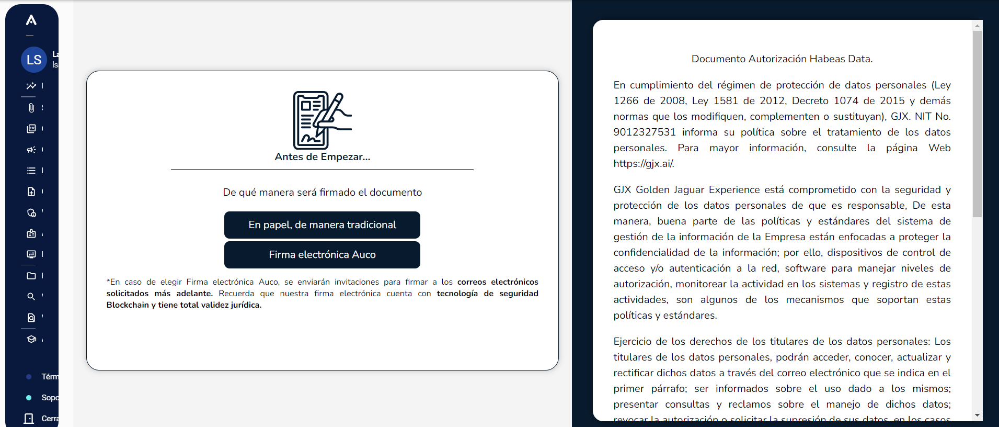 LS
La
Is
Térm
Sopo
Cerra
Antes de Empezar...
De qué manera será firmado el documento
En papel, de manera tradicional
Firma electrónica Auco
*En caso de elegir Firma electrónica Auco, se enviarán invitaciones para firmar a los correos electrónicos
solicitados más adelante. Recuerda que nuestra firma electrónica cuenta con tecnología de seguridad
Blockchain y tiene total validez jurídica.
Documento Autorización Habeas Data.
En cumplimiento del régimen de protección de datos personales (Ley
1266 de 2008, Ley 1581 de 2012, Decreto 1074 de 2015 y demás
normas que los modifiquen, complementen o sustituyan), GJX. NIT No.
9012327531 informa su política sobre el tratamiento de los datos
personales. Para mayor información, consulte la página Web
https://gjx.ai/.
GJX Golden Jaguar Experience está comprometido con la seguridad y
protección de los datos personales de que es responsable, De esta
manera, buena parte de las políticas y estándares del sistema de
gestión de la información de la Empresa están enfocadas a proteger la
confidencialidad de la información; por ello, dispositivos de control de
acceso y/o autenticación a la red, software para manejar niveles de
autorización, monitorear la actividad en los sistemas y registro de estas
actividades, son algunos de los mecanismos que soportan estas
políticas y estándares.
Ejercicio de los derechos de los titulares de los datos personales: Los
titulares de los datos personales, podrán acceder, conocer, actualizar y
rectificar dichos datos a través del correo electrónico que se indica en el
primer párrafo; ser informados sobre el uso dado a los mismos;
presentar consultas y reclamos sobre el manejo de dichos datos;
revocar la autorización o solicitar la supresión de sus datos, en los casos